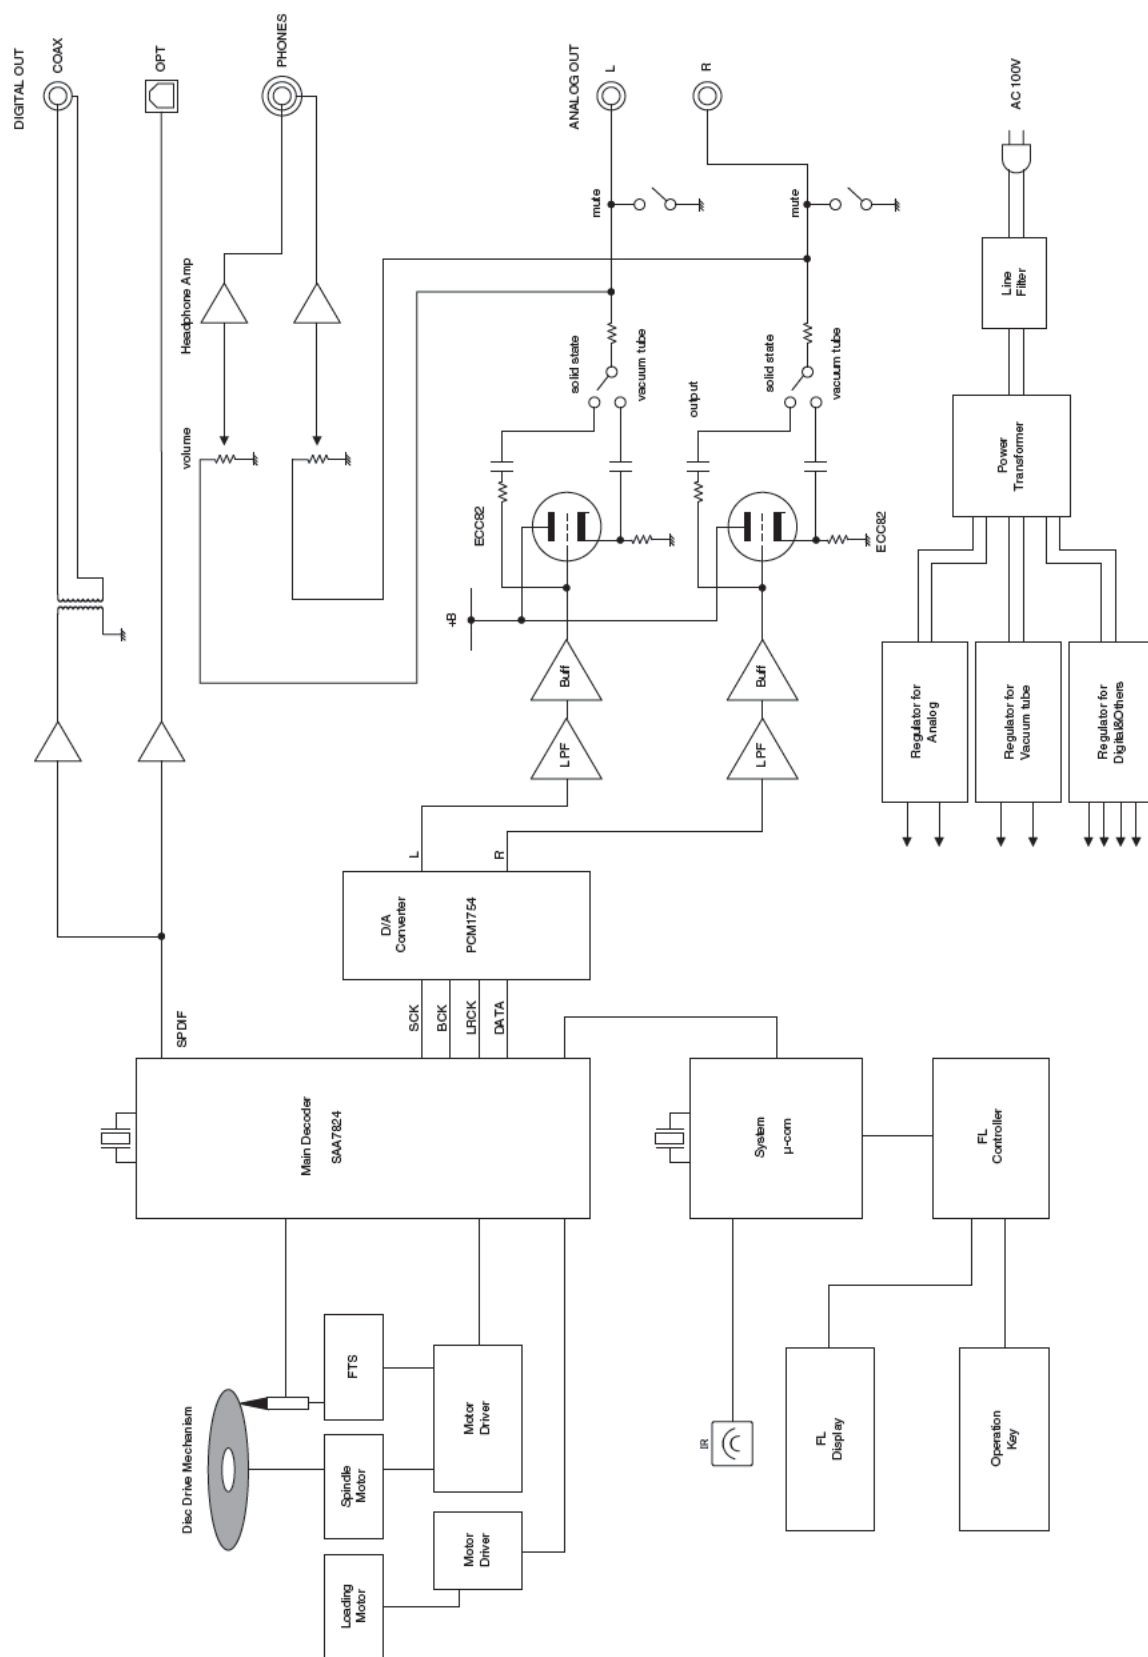 DIGITAL OUT
COAX
OPT
PHONES
ANALOG OUT
L
R
AC 100V
mute
mute
Headphone Amp
volume
solid state
vacuum tube
output
solid state
vacuum tube
Line
Filter
ECC82
ECC82
Power
Transformer
+B
Buff
Buff
LPF
LPF
Regulator for
Analog
Regulator for
Vacuum tube
Regulator for
Digital&Others
L
R
D/A
Converter
PCM1754
SPDIF
SCK
BCK
LRCK
DATA
Main Decoder
SAA7824
System
µ-com
FL
Controller
Disc Drive Mechanism
FTS
Spindle
Motor
Loading
Motor
Motor
Driver
Motor
Driver
IR
FL
Display
Operation
Key